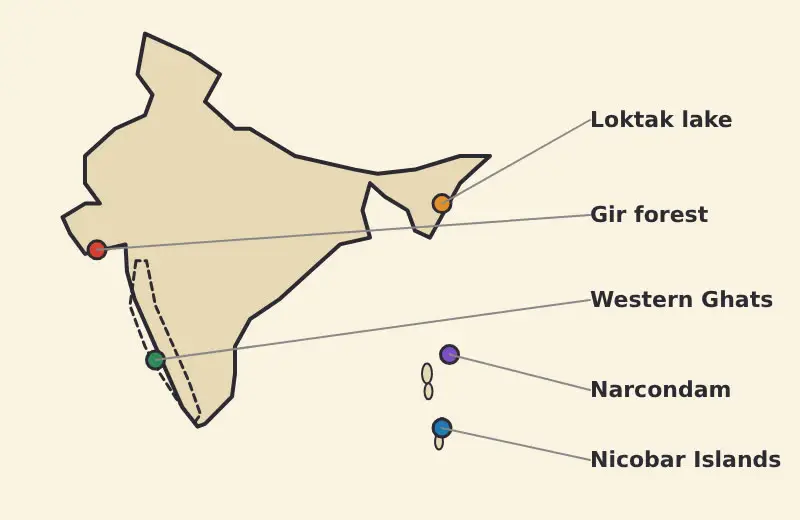 Loktak lake
Gir forest
Western Ghats
Narcondam
Nicobar Islands